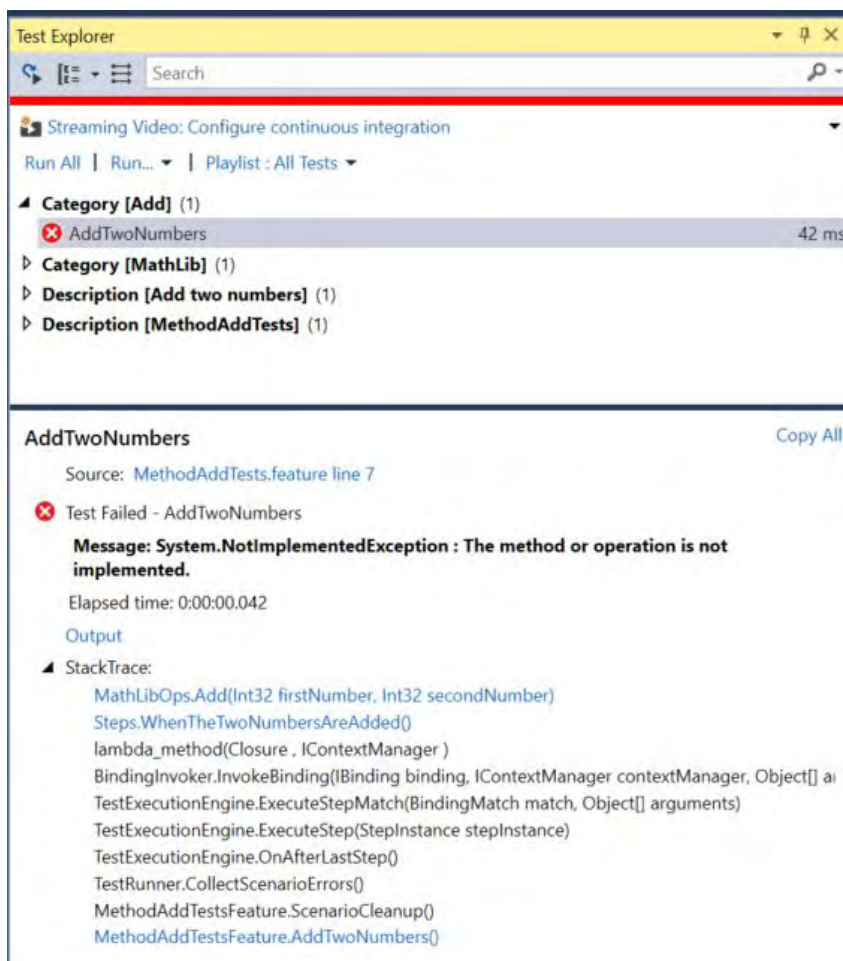 Test Explorer
Search
Streaming Video: Configure continuous integration
Run All | Run... | Playlist : All Tests
Category [Add] (1)
AddTwoNumbers 42 ms
Category [MathLib] (1)
Description [Add two numbers] (1)
Description [MethodAddTests] (1)
AddTwoNumbers Copy All
Source: MethodAddTests.feature line 7
Test Failed - AddTwoNumbers
Message: System.NotImplementedException : The method or operation is not
implemented.
Elapsed time: 0:00:00.042
Output
StackTrace:
MathLibOps.Add(Int32 firstNumber, Int32 secondNumber)
Steps.WhenTheTwoNumbersAreAdded()
lambda_method(Closure , IContextManager )
BindingInvoker.InvokeBinding(IBinding binding, IContextManager contextManager, Object[]
TestExecutionEngine.ExecuteStepMatch(BindingMatch match, Object[] arguments)
TestExecutionEngine.ExecuteStep(StepInstance stepInstance)
TestExecutionEngine.OnAfterLastStep()
TestRunner.CollectScenarioErrors()
MethodAddTestsFeature.ScenarioCleanup()
MethodAddTestsFeature.AddTwoNumbers()